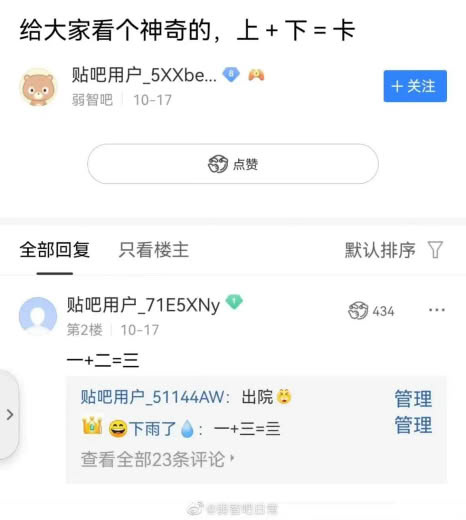 给大家看个神奇的，上+下=卡
贴吧用户_5XXbe...
弱智吧 10-17
+关注
点赞
全部回复 只看楼主 默认排序
贴吧用户_71E5XNy
第2楼 10-17
434
一+二=三
贴吧用户_51144AW：出院 管理
😄下雨了💧：一+三=亖 管理
查看全部23条评论
@弱智吧日常